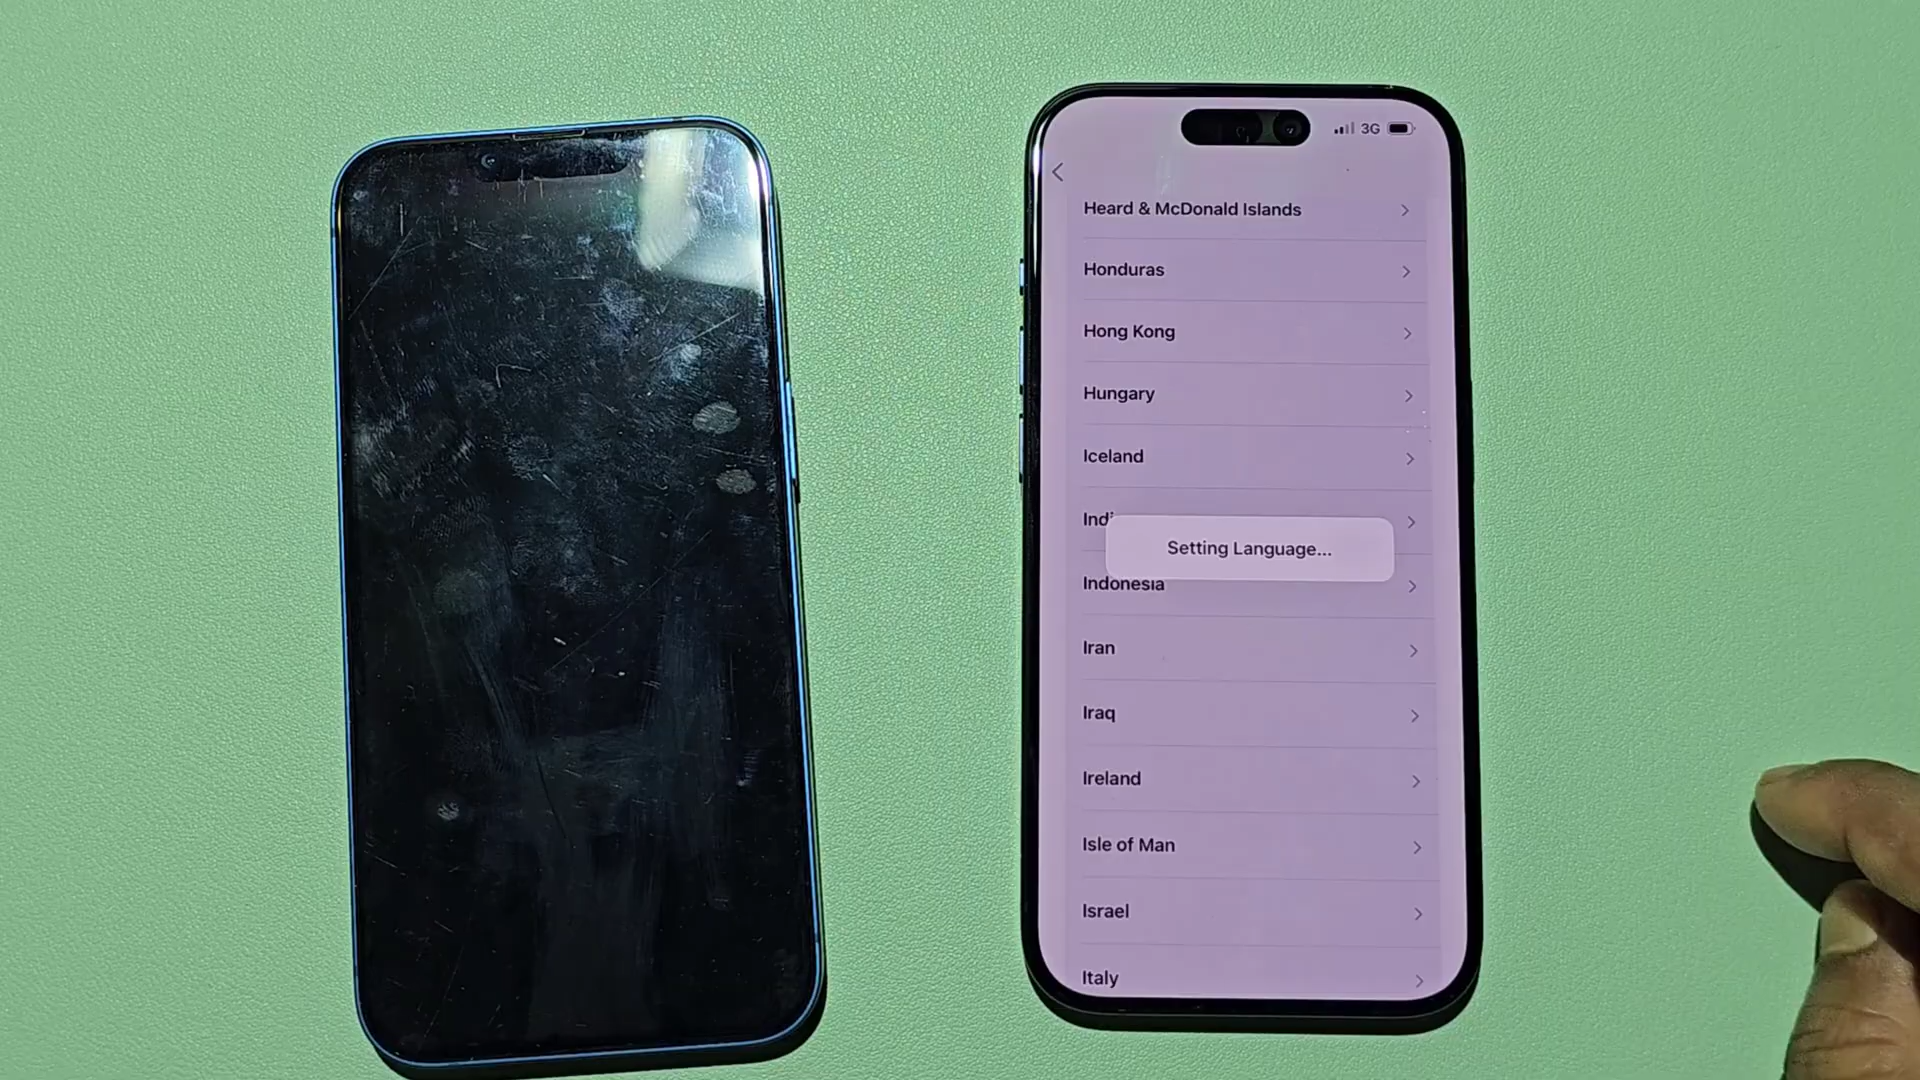 3G
Heard & McDonald Islands
Honduras
Hong Kong
Hungary
Iceland
Indi
Setting Language...
Indonesia
Iran
Iraq
Ireland
Isle of Man
Israel
Italy